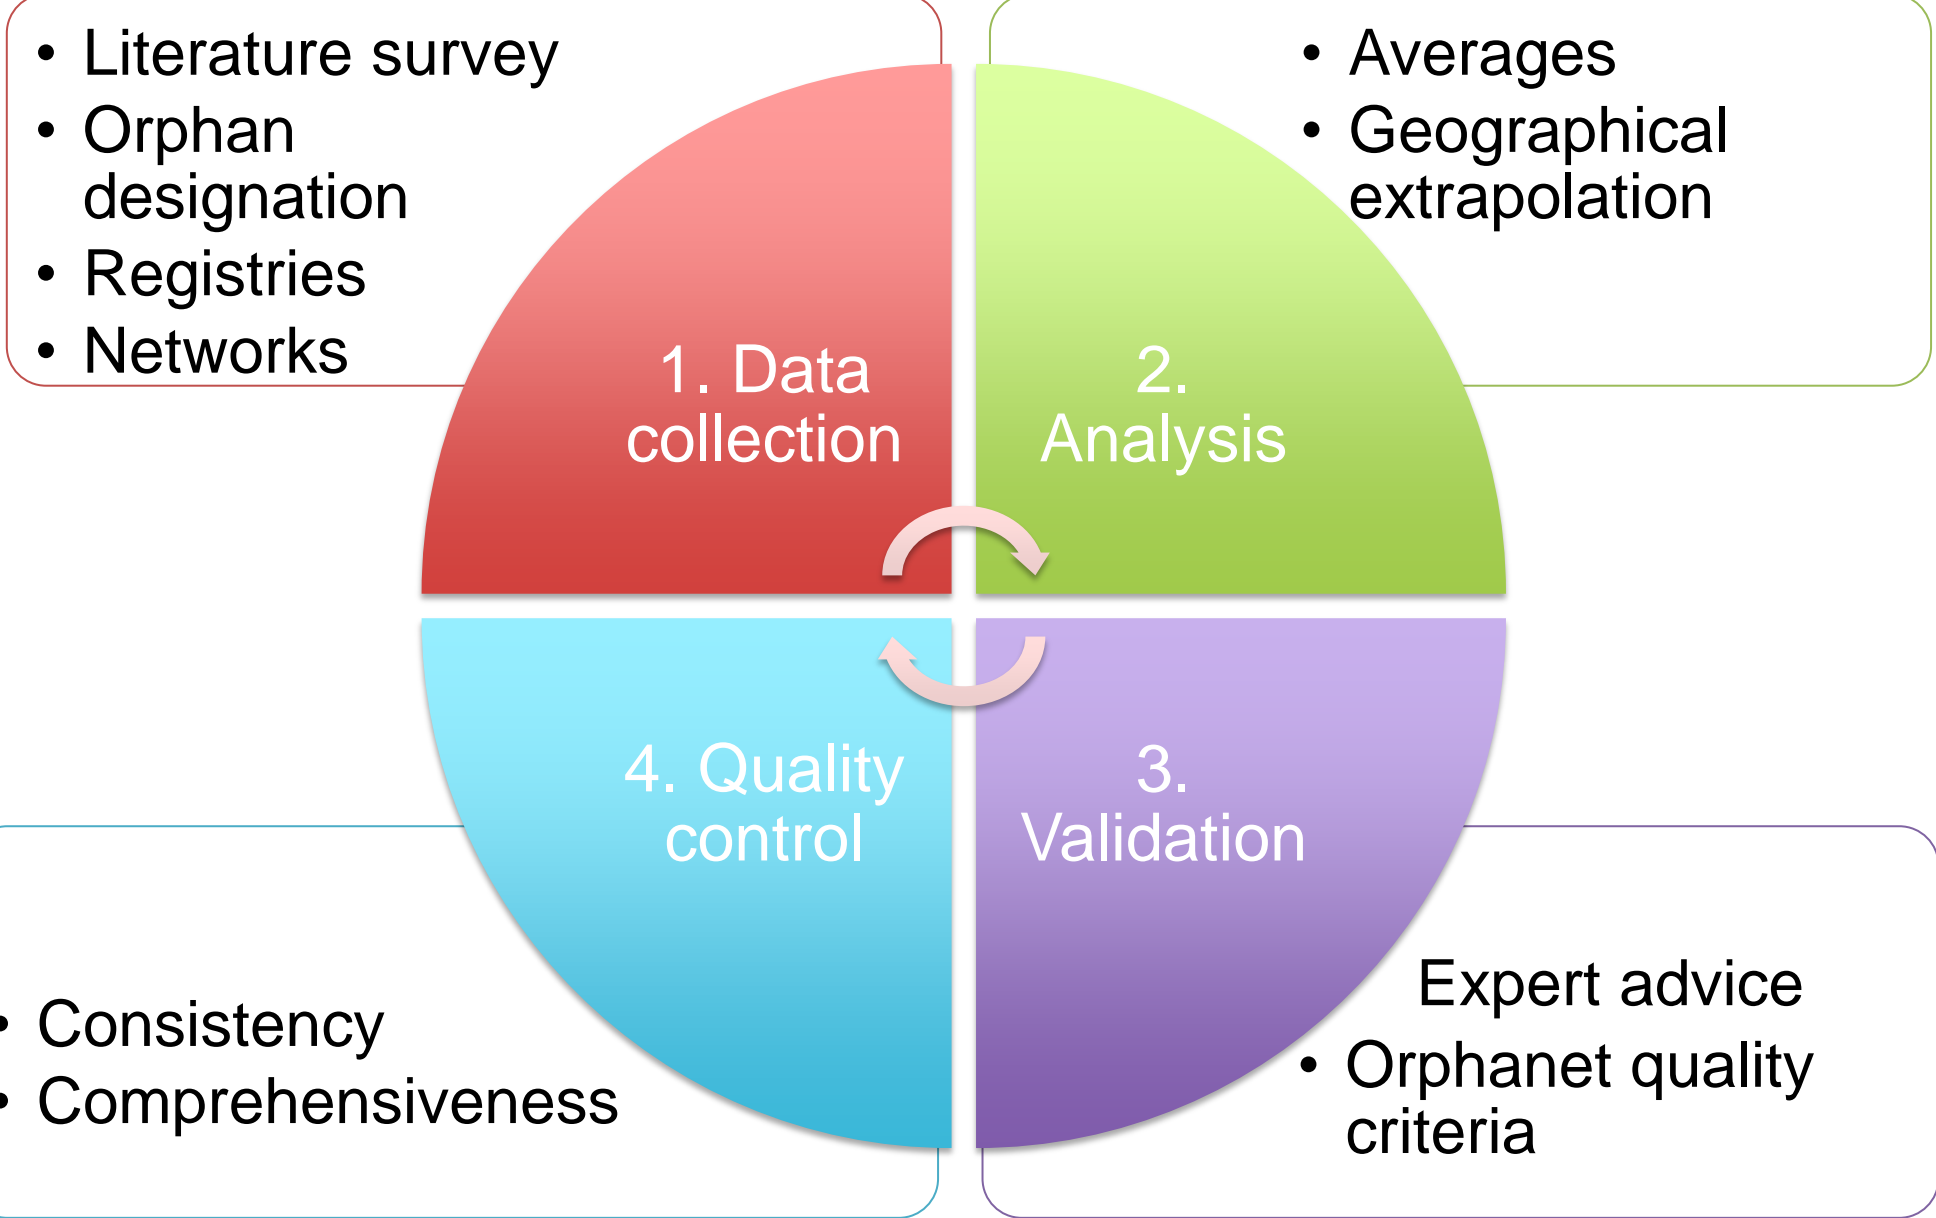 • Literature survey
• Orphan
designation
• Registries
• Networks
• Averages
• Geographical
extrapolation
1. Data
collection
2.
Analysis
4. Quality
control
3.
Validation
• Consistency
• Comprehensiveness
Expert advice
• Orphanet quality
criteria